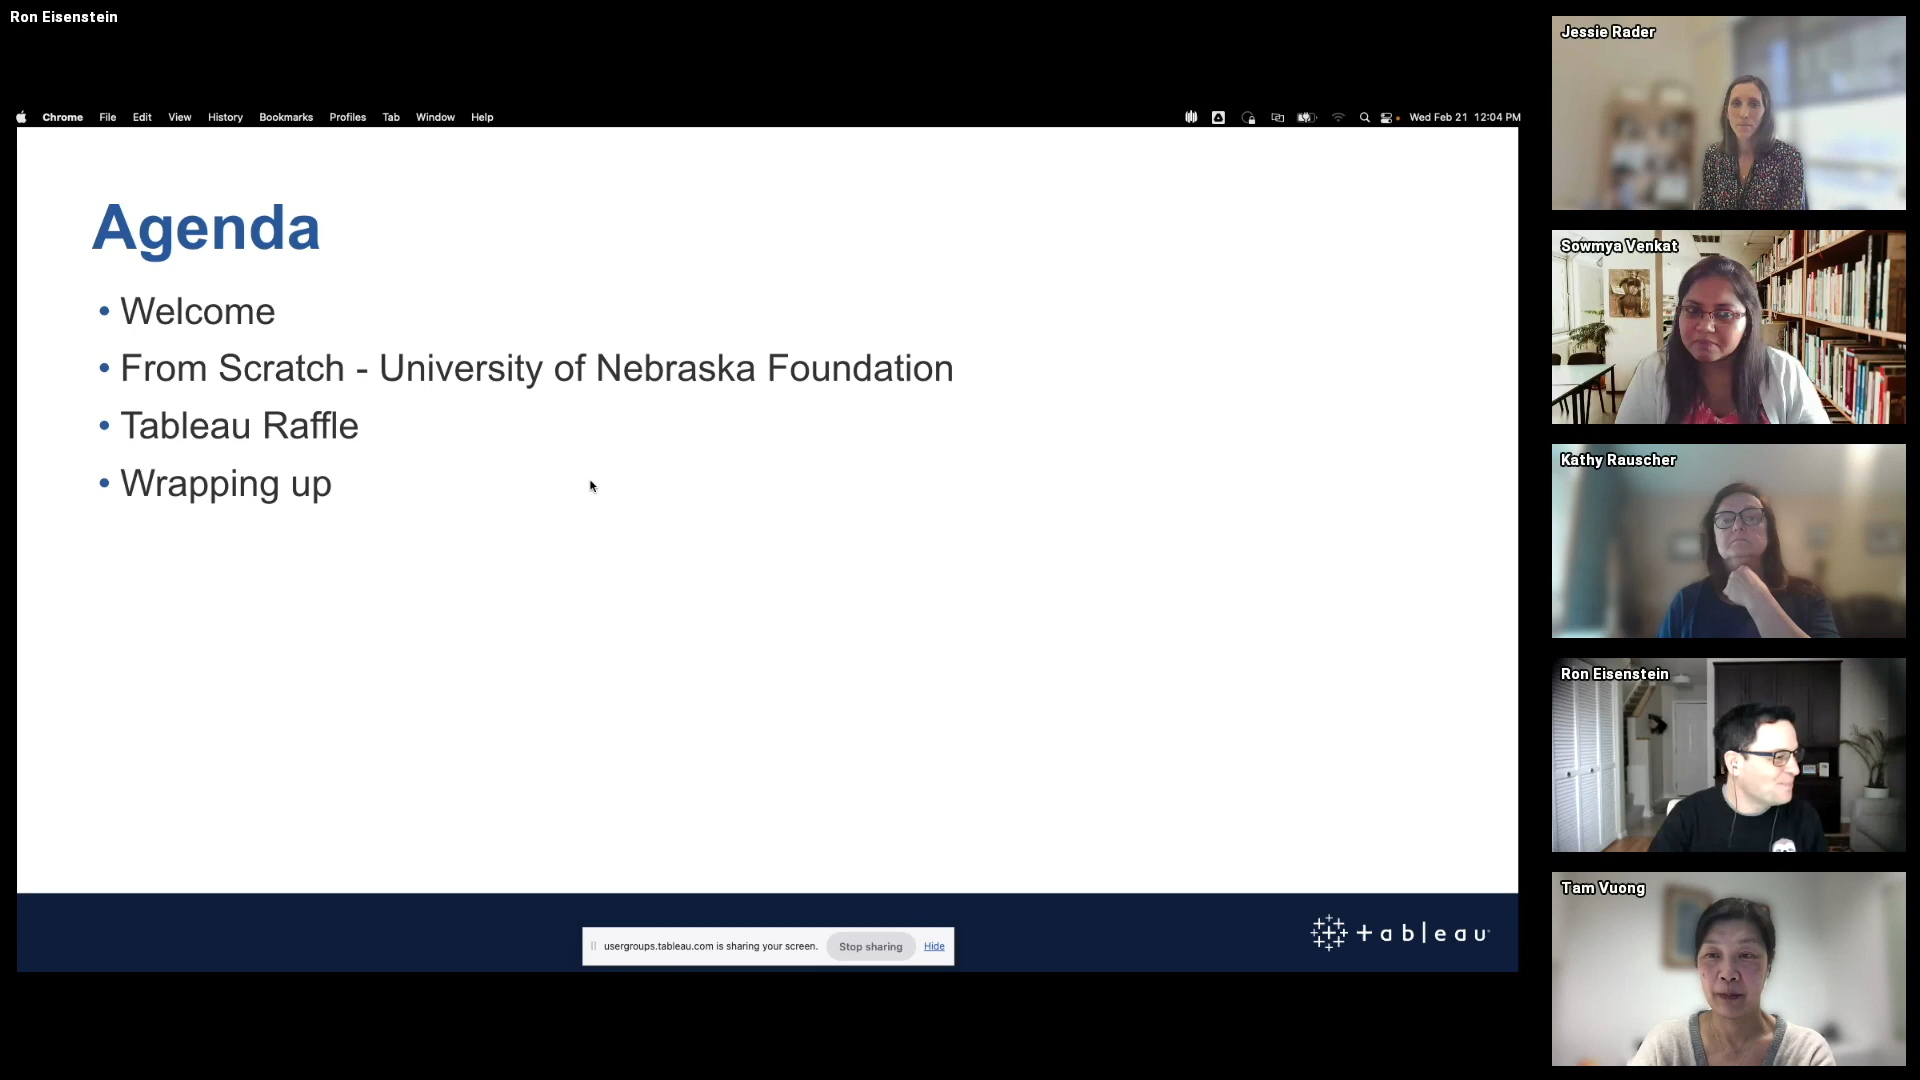 Ron Eisenstein
Chrome File Edit View History Bookmarks Profiles Tab Window Help
Wed Feb 21 12:04 PM
Agenda
• Welcome
• From Scratch - University of Nebraska Foundation
• Tableau Raffle
• Wrapping up
usergroups.tableau.com is sharing your screen. Stop sharing Hide
+ a b l e a u
Jessie Rader
Sowmya Venkat
Kathy Rauscher
Ron Eisenstein
Tam Vuong